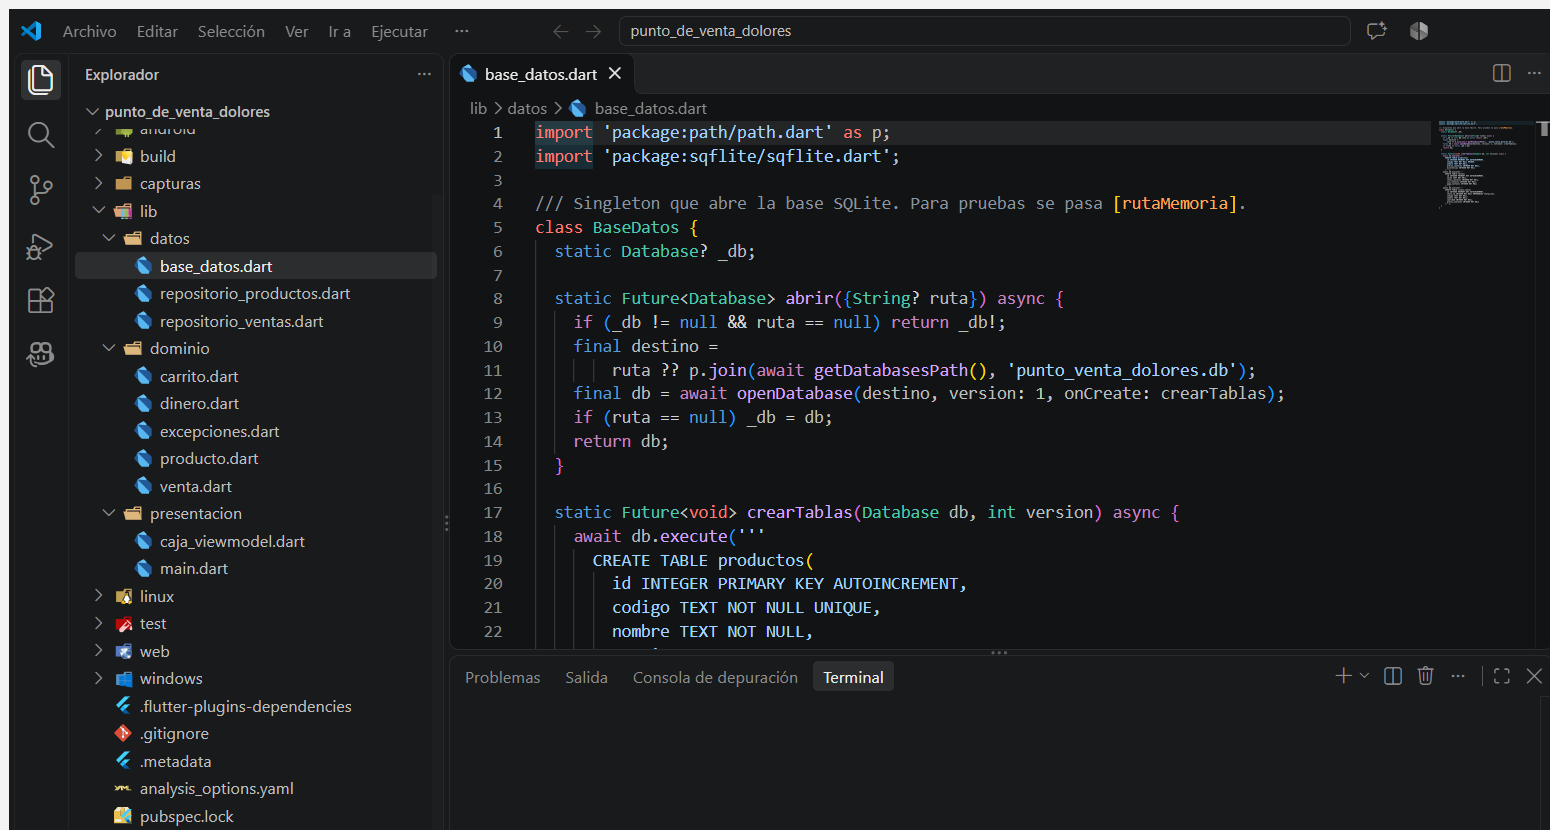 Archivo Editar Selección Ver Ir a Ejecutar ··· punto_de_venta_dolores
Explorador
punto_de_venta_dolores
android
build
capturas
lib
datos
base_datos.dart
repositorio_productos.dart
repositorio_ventas.dart
dominio
carrito.dart
dinero.dart
excepciones.dart
producto.dart
venta.dart
presentacion
caja_viewmodel.dart
main.dart
linux
test
web
windows
.flutter-plugins-dependencies
.gitignore
.metadata
analysis_options.yaml
pubspec.lock
base_datos.dart
lib > datos > base_datos.dart
1 import 'package:path/path.dart' as p;
2 import 'package:sqflite/sqflite.dart';
3
4 /// Singleton que abre la base SQLite. Para pruebas se pasa [rutaMemoria].
5 class BaseDatos {
6 static Database? _db;
7
8 static Future<Database> abrir({String? ruta}) async {
9 if (_db != null && ruta == null) return _db!;
10 final destino =
11 ruta ?? p.join(await getDatabasesPath(), 'punto_venta_dolores.db');
12 final db = await openDatabase(destino, version: 1, onCreate: crearTablas);
13 if (ruta == null) _db = db;
14 return db;
15 }
16
17 static Future<void> crearTablas(Database db, int version) async {
18 await db.execute('''
19 CREATE TABLE productos(
20 id INTEGER PRIMARY KEY AUTOINCREMENT,
21 codigo TEXT NOT NULL UNIQUE,
22 nombre TEXT NOT NULL,
Problemas Salida Consola de depuración Terminal